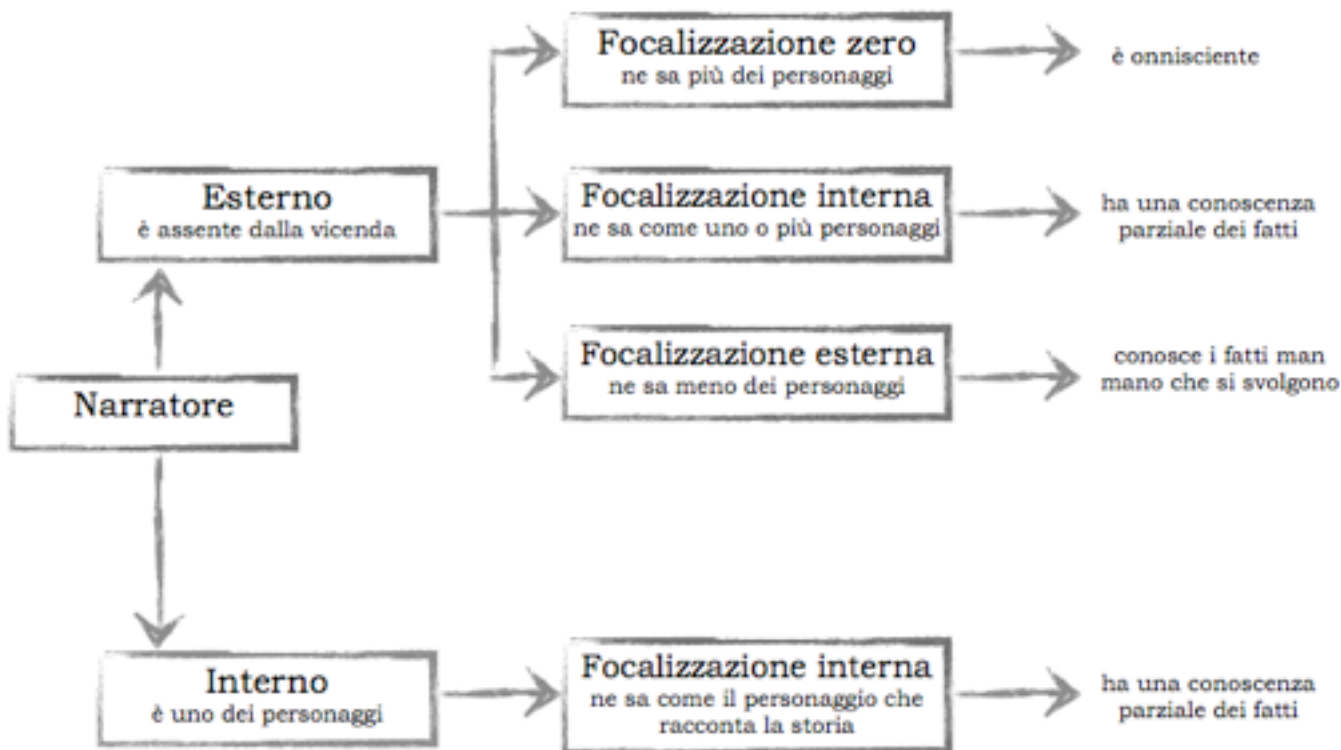 Focalizzazione zero
ne sa più dei personaggi
è onnisciente
Esterno
è assente dalla vicenda
Focalizzazione interna
ne sa come uno o più personaggi
ha una conoscenza
parziale dei fatti
Focalizzazione esterna
ne sa meno dei personaggi
conosce i fatti man
mano che si svolgono
Narratore
Interno
è uno dei personaggi
Focalizzazione interna
ne sa come il personaggio che
racconta la storia
ha una conoscenza
parziale dei fatti